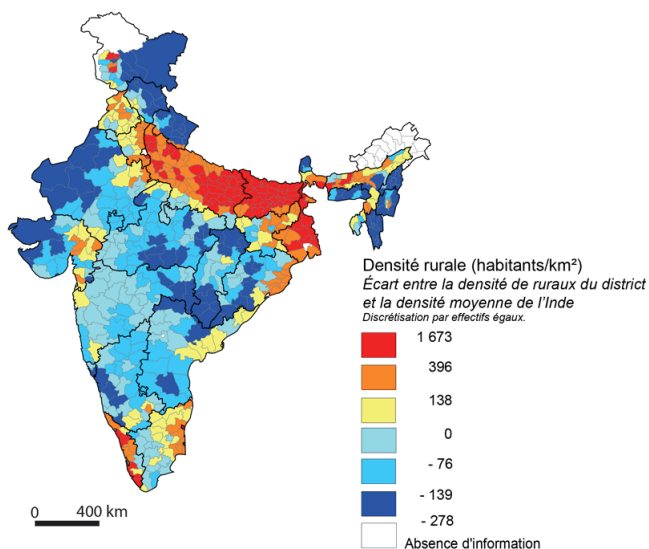 Densité rurale (habitants/km²)
Écart entre la densité de ruraux du district
et la densité moyenne de l'Inde
Discrétisation par effectifs égaux.
1 673
396
138
0
- 76
- 139
- 278
Absence d'information
0 400 km